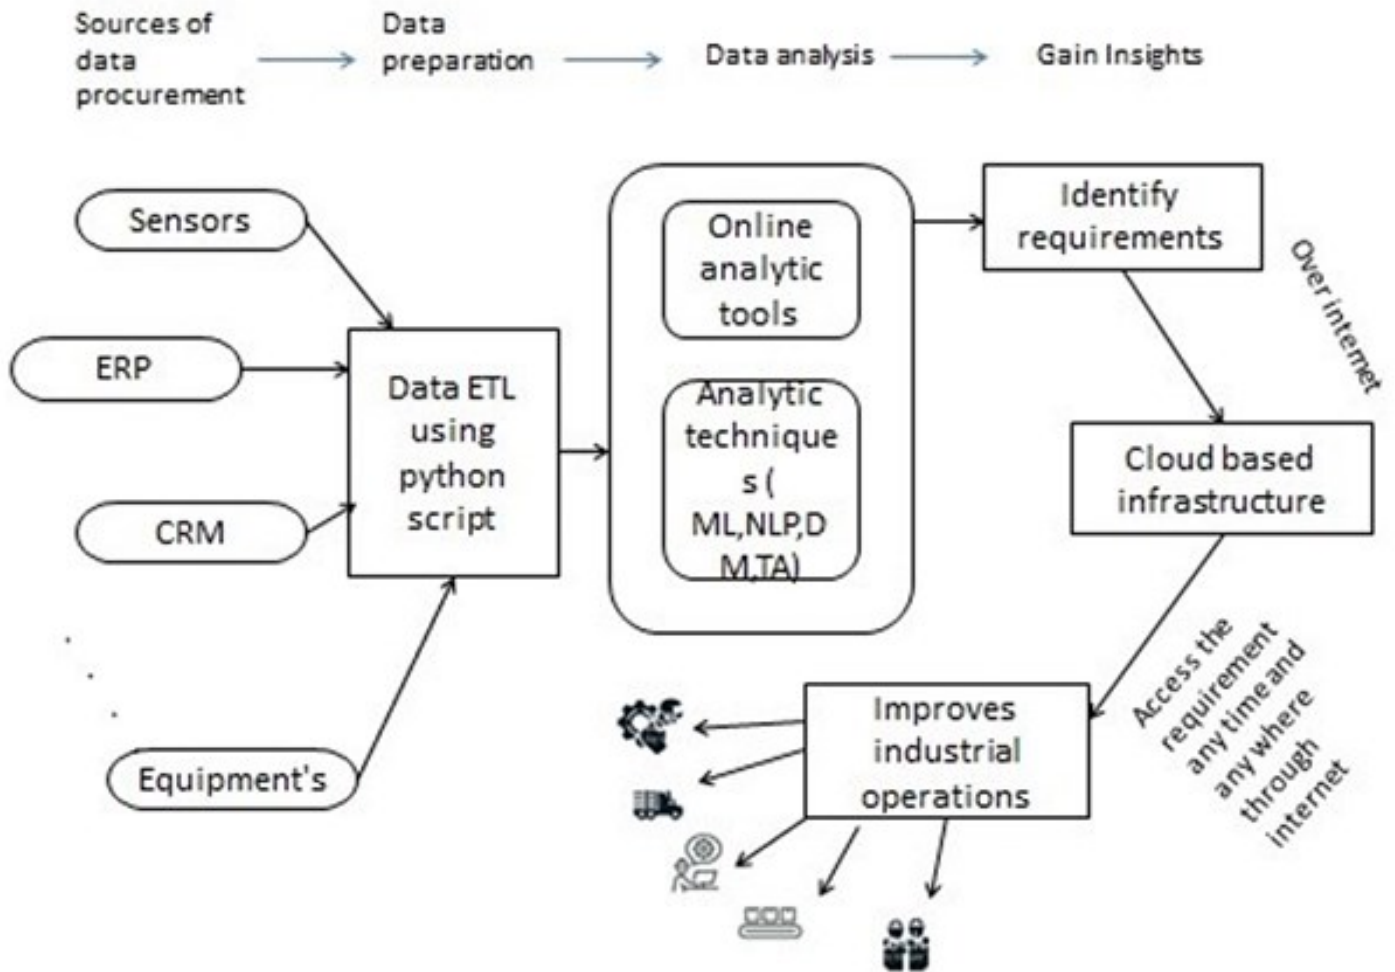 Sources of
data
procurement
Data
preparation
Data analysis
Gain Insights
Sensors
ERP
CRM
Equipment's
Data ETL
using
python
script
Online
analytic
tools
Analytic
technique
s (
ML,NLP,D
M,TA)
Identify
requirements
Over internet
Cloud based
infrastructure
Access the
requirement
any time and
any where
through
internet
Improves
industrial
operations